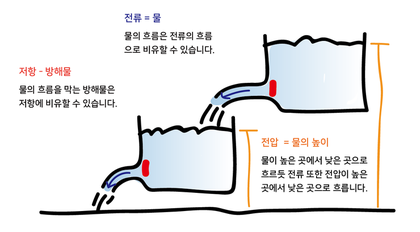 전류 = 물
물의 흐름은 전류의 흐름
으로 비유할 수 있습니다.
저항 - 방해물
물의 흐름을 막는 방해물은
저항에 비유할 수 있습니다.
전압 = 물의 높이
물이 높은 곳에서 낮은 곳으로
흐르듯 전류 또한 전압이 높은
곳에서 낮은 곳으로 흐릅니다.